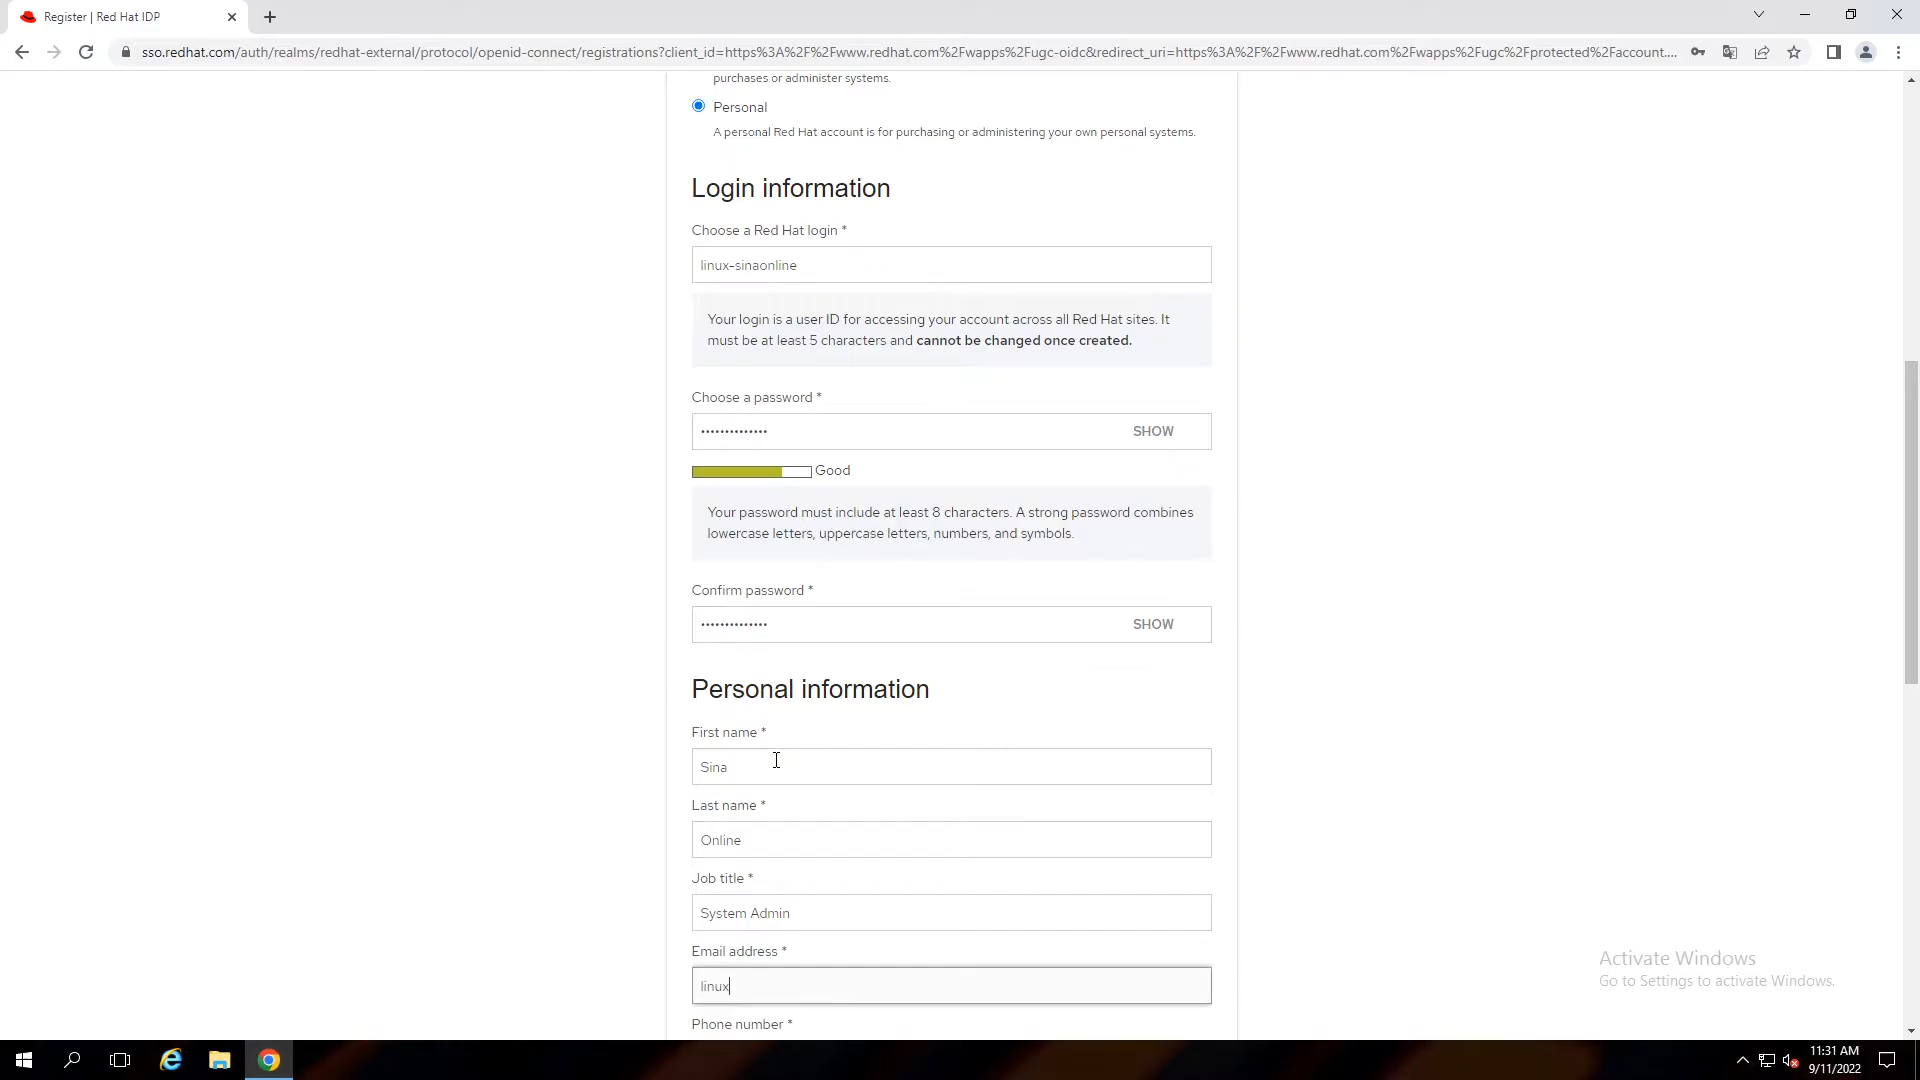 Register | Red Hat IDP
sso.redhat.com/auth/realms/redhat-external/protocol/openid-connect/registrations?client_id=https%3A%2F%2Fwww.redhat.com%2Fwapps%2Fugc-oidc&redirect_uri=https%3A%2F%2Fwww.redhat.com%2Fwapps%2Fugc%2Fprotected%2Faccount....
purchases or administer systems.
Personal
A personal Red Hat account is for purchasing or administering your own personal systems.
Login information
Choose a Red Hat login *
linux-sinaonline
Your login is a user ID for accessing your account across all Red Hat sites. It
must be at least 5 characters and cannot be changed once created.
Choose a password *
•••••••••••••• SHOW
Good
Your password must include at least 8 characters. A strong password combines
lowercase letters, uppercase letters, numbers, and symbols.
Confirm password *
•••••••••••••• SHOW
Personal information
First name *
Sina
Last name *
Online
Job title *
System Admin
Email address *
linux
Phone number *
Activate Windows
Go to Settings to activate Windows.
11:31 AM
9/11/2022